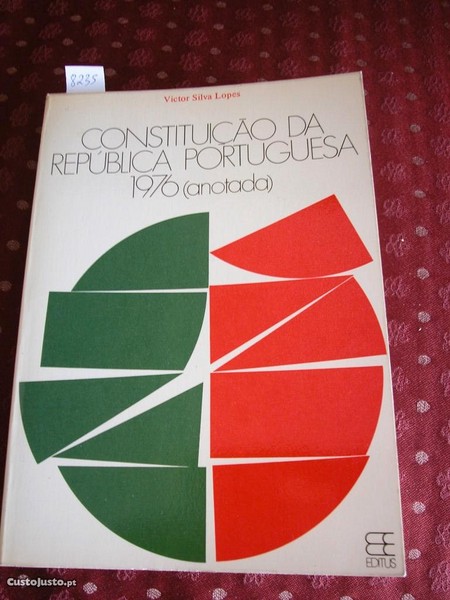 8235
Victor Silva Lopes
CONSTITUIÇÃO DA
REPÚBLICA PORTUGUESA
1976 (anotada)
EDITUS
CustoJusto.pt